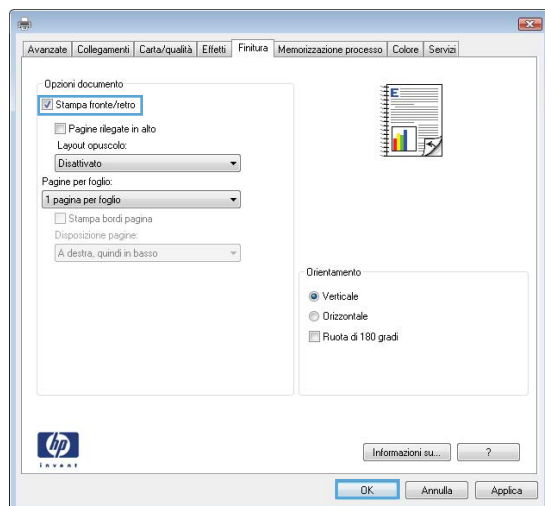 Avanzate Collegamenti Carta/qualità Effetti Finitura Memorizzazione processo Colore Servizi
Opzioni documento
Stampa fronte/retro
Pagine rilegate in alto
Layout opuscolo:
Disattivato
Pagine per foglio:
1 pagina per foglio
Stampa bordi pagina
Disposizione pagine:
A destra, quindi in basso
E
Orientamento
Verticale
Orizzontale
Ruota di 180 gradi
hp
invent
Informazioni su... ?
OK Annulla Applica